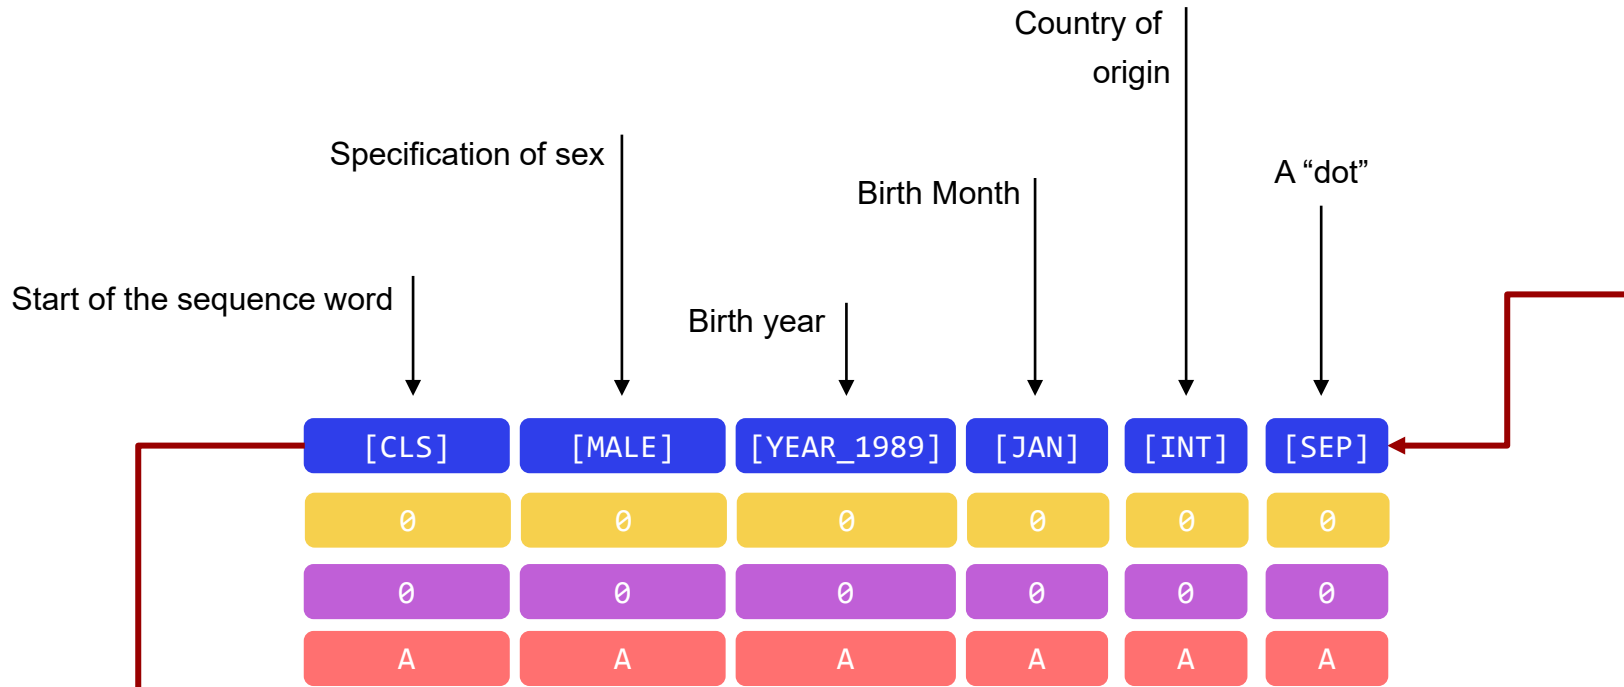 Country of
origin
Specification of sex
A “dot”
Birth Month
Start of the sequence word
Birth year
[CLS] [MALE] [YEAR_1989] [JAN] [INT] [SEP]
0 0 0 0 0 0
0 0 0 0 0 0
A A A A A A